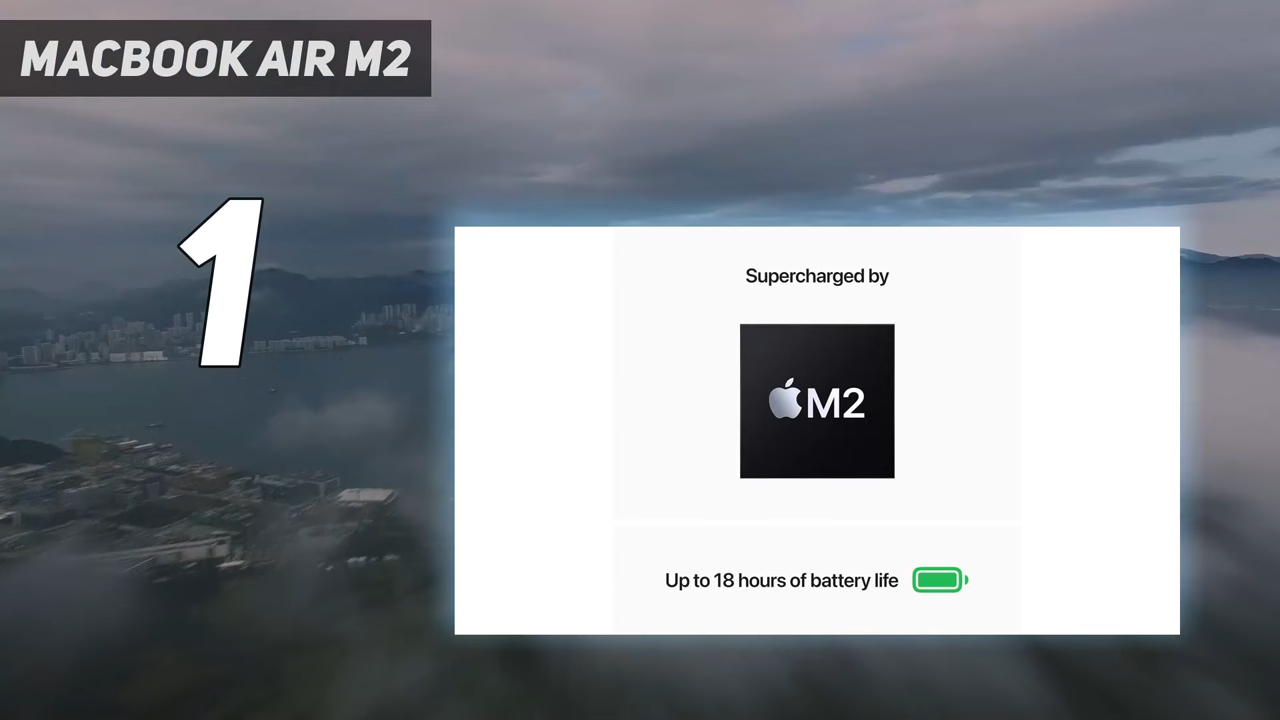 MACBOOK AIR M2
1
Supercharged by
M2
Up to 18 hours of battery life